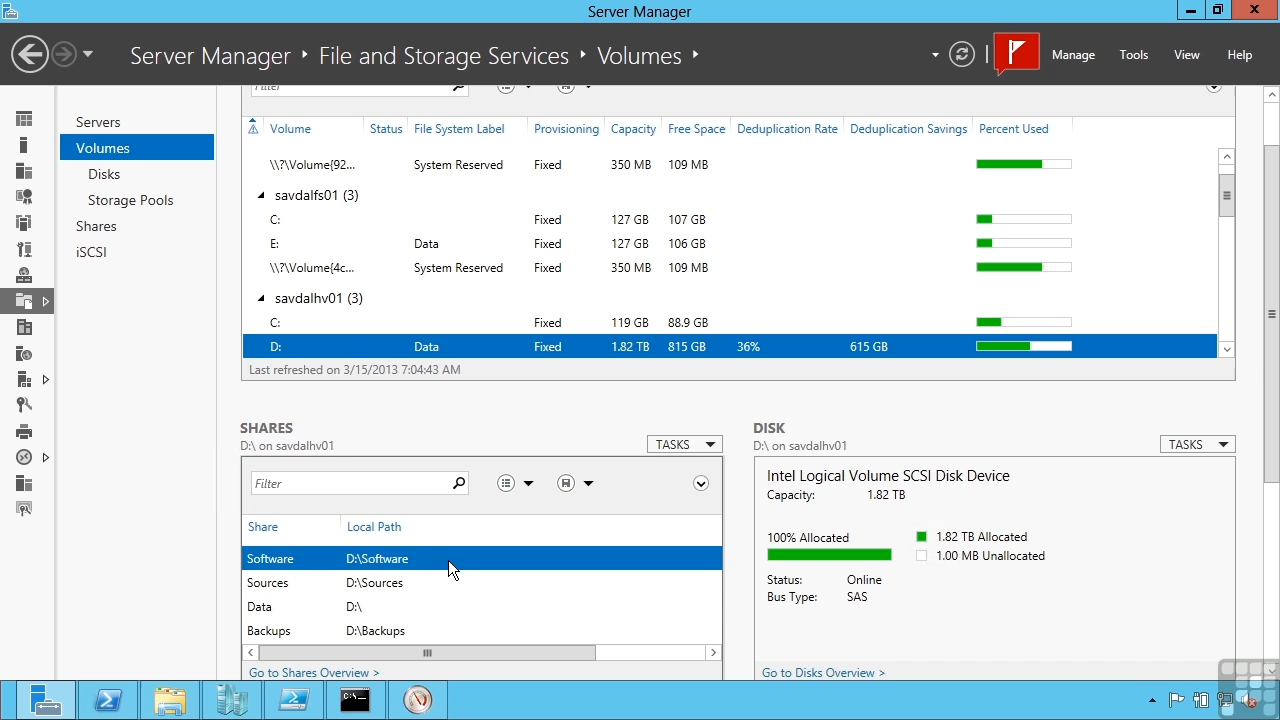 Server Manager
Server Manager ‣ File and Storage Services ‣ Volumes ‣
Manage Tools View Help
Servers
Volumes
Disks
Storage Pools
Shares
iSCSI
Filter
Volume Status File System Label Provisioning Capacity Free Space Deduplication Rate Deduplication Savings Percent Used
\\?\Volume{92... System Reserved Fixed 350 MB 109 MB
savdalfs01 (3)
C: Fixed 127 GB 107 GB
E: Data Fixed 127 GB 106 GB
\\?\Volume{4c... System Reserved Fixed 350 MB 109 MB
savdalhv01 (3)
C: Fixed 119 GB 88.9 GB
D: Data Fixed 1.82 TB 815 GB 36% 615 GB
Last refreshed on 3/15/2013 7:04:43 AM
SHARES
D:\ on savdalhv01
TASKS
Filter
Share Local Path
Software D:\Software
Sources D:\Sources
Data D:\
Backups D:\Backups
Go to Shares Overview >
DISK
D:\ on savdalhv01
TASKS
Intel Logical Volume SCSI Disk Device
Capacity: 1.82 TB
100% Allocated
1.82 TB Allocated
1.00 MB Unallocated
Status: Online
Bus Type: SAS
Go to Disks Overview >